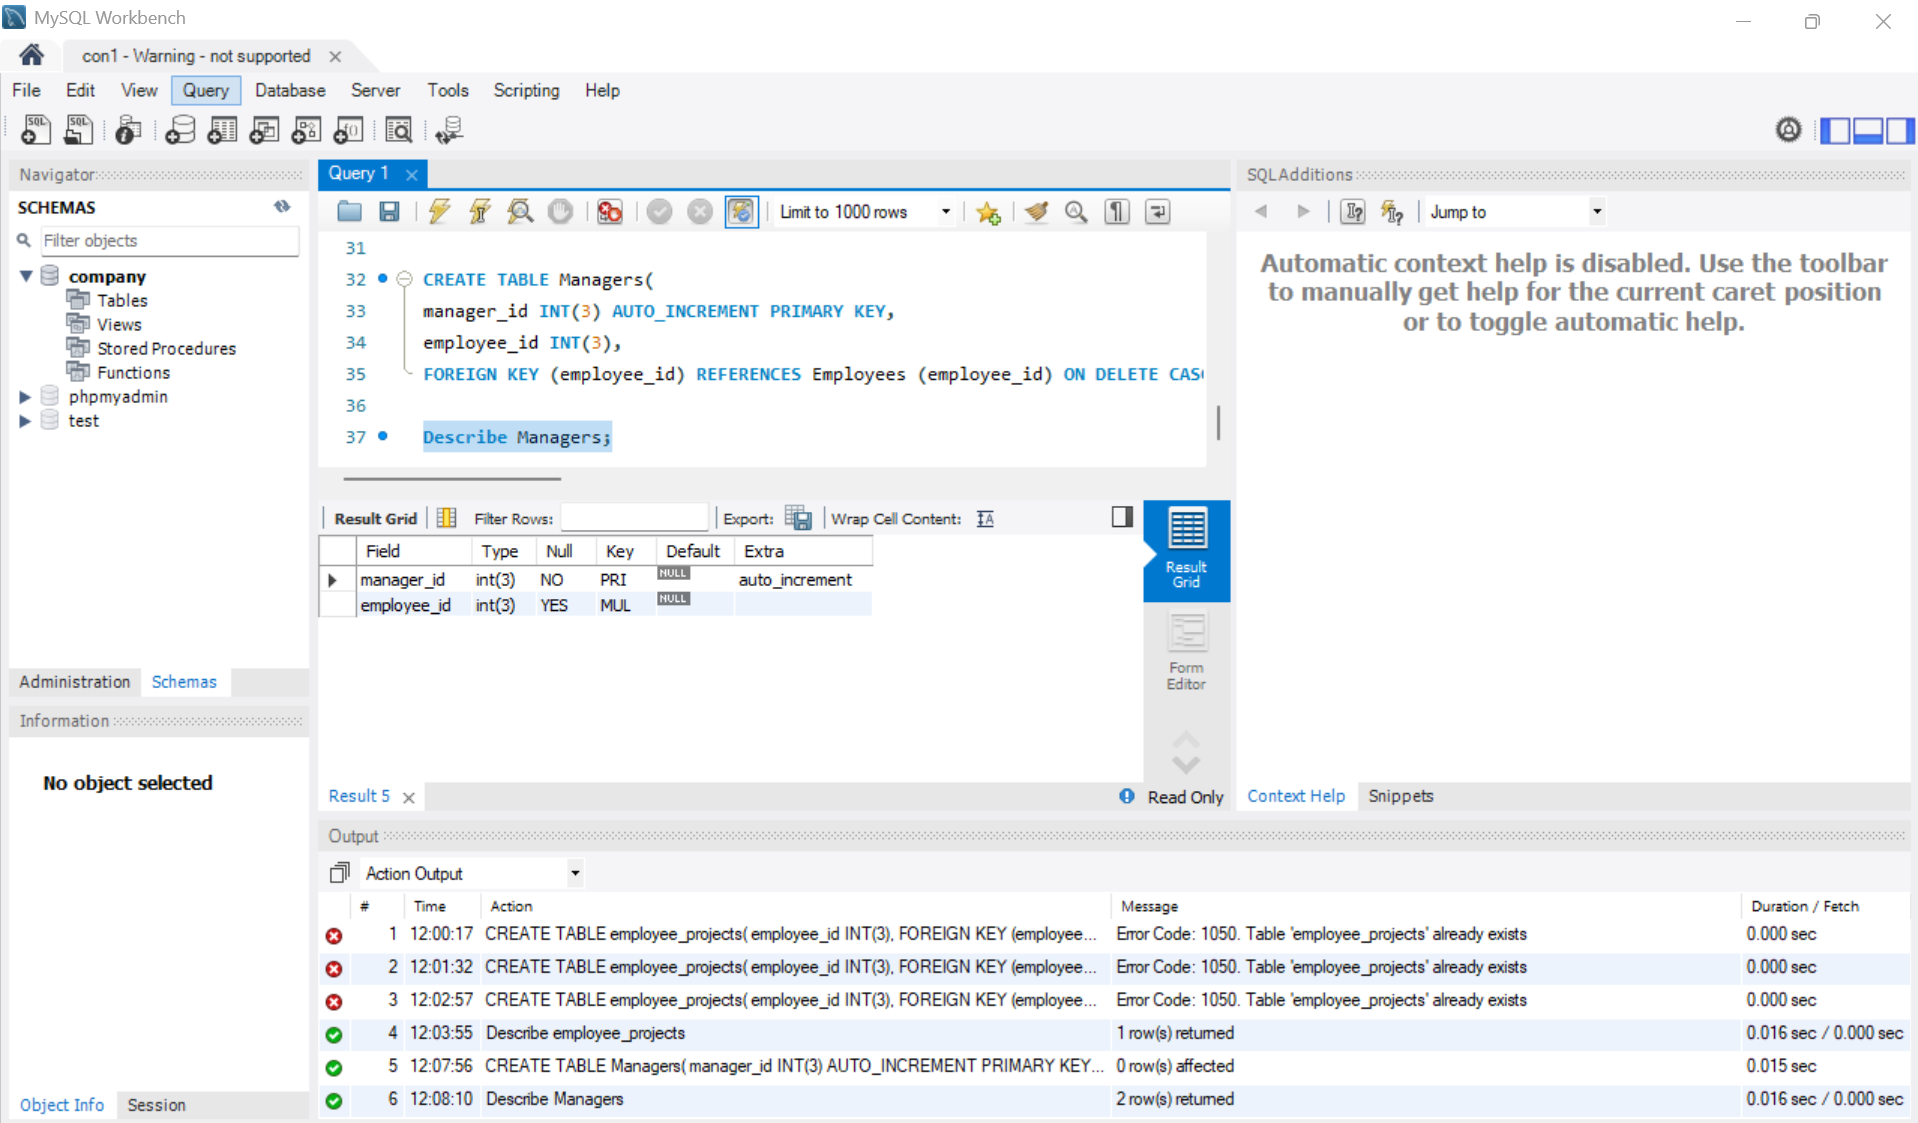 MySQL Workbench
con1 - Warning - not supported
File Edit View Query Database Server Tools Scripting Help
Navigator
SCHEMAS
Filter objects
company
Tables
Views
Stored Procedures
Functions
phpmyadmin
test
Administration Schemas
Information
No object selected
Object Info Session
Query 1
Limit to 1000 rows
31
32 CREATE TABLE Managers(
33 manager_id INT(3) AUTO_INCREMENT PRIMARY KEY,
34 employee_id INT(3),
35 FOREIGN KEY (employee_id) REFERENCES Employees (employee_id) ON DELETE CAS
36
37 Describe Managers;
Result Grid Filter Rows: Export: Wrap Cell Content:
Field Type Null Key Default Extra
manager_id int(3) NO PRI NULL auto_increment
employee_id int(3) YES MUL NULL
Result Grid
Form Editor
Result 5
Read Only
SQLAdditions
Jump to
Automatic context help is disabled. Use the toolbar
to manually get help for the current caret position
or to toggle automatic help.
Context Help Snippets
Output
Action Output
# Time Action Message Duration / Fetch
1 12:00:17 CREATE TABLE employee_projects( employee_id INT(3), FOREIGN KEY (employee... Error Code: 1050. Table 'employee_projects' already exists 0.000 sec
2 12:01:32 CREATE TABLE employee_projects( employee_id INT(3), FOREIGN KEY (employee... Error Code: 1050. Table 'employee_projects' already exists 0.000 sec
3 12:02:57 CREATE TABLE employee_projects( employee_id INT(3), FOREIGN KEY (employee... Error Code: 1050. Table 'employee_projects' already exists 0.000 sec
4 12:03:55 Describe employee_projects 1 row(s) returned 0.016 sec / 0.000 sec
5 12:07:56 CREATE TABLE Managers( manager_id INT(3) AUTO_INCREMENT PRIMARY KEY... 0 row(s) affected 0.015 sec
6 12:08:10 Describe Managers 2 row(s) returned 0.016 sec / 0.000 sec